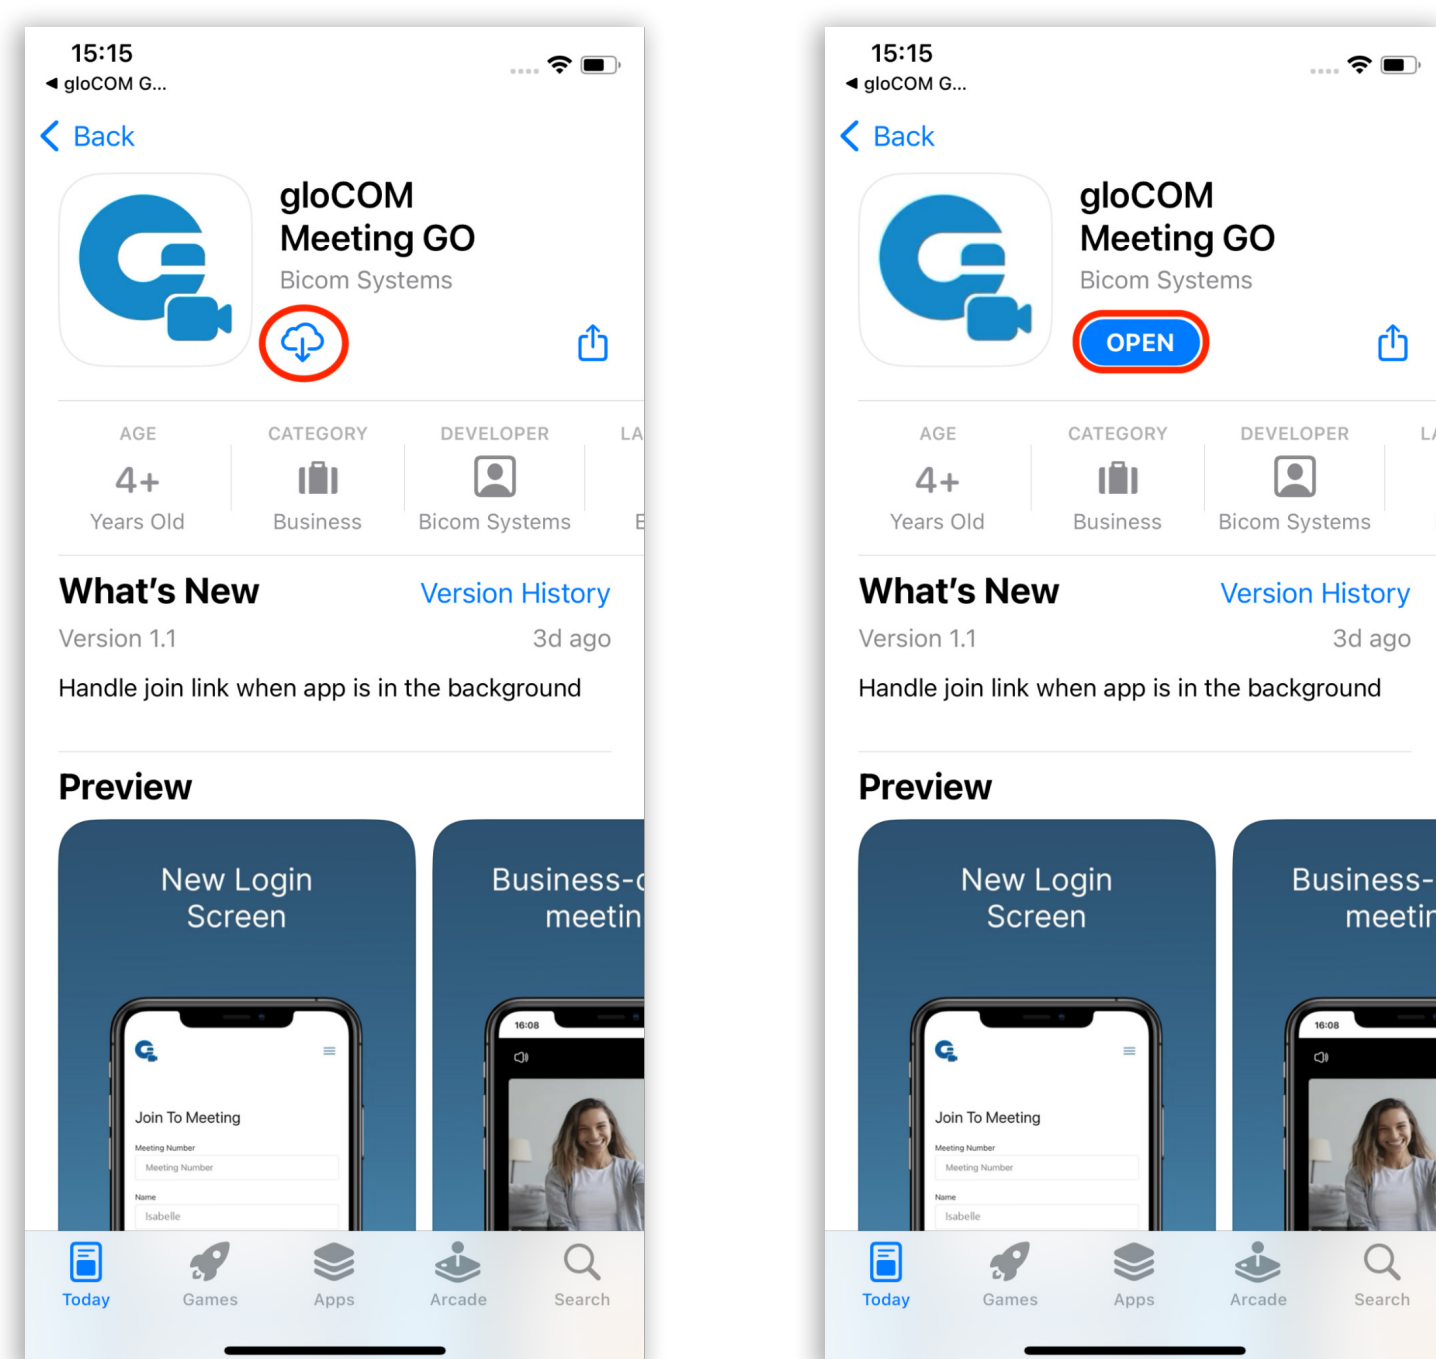 15:15
◀ gloCOM G...
Back
gloCOM
Meeting GO
Bicom Systems
AGE
CATEGORY
DEVELOPER
LA
4+
Years Old
Business
Bicom Systems
E
What's New
Version History
Version 1.1
3d ago
Handle join link when app is in the background
Preview
New Login
Screen
Business-
meetin
16:08
Join To Meeting
Meeting Number
Meeting Number
Name
Isabelle
Today
Games
Apps
Arcade
Search
15:15
◀ gloCOM G...
Back
gloCOM
Meeting GO
Bicom Systems
OPEN
AGE
CATEGORY
DEVELOPER
LA
4+
Years Old
Business
Bicom Systems
What's New
Version History
Version 1.1
3d ago
Handle join link when app is in the background
Preview
New Login
Screen
Business-
meetin
16:08
Join To Meeting
Meeting Number
Meeting Number
Name
Isabelle
Today
Games
Apps
Arcade
Search